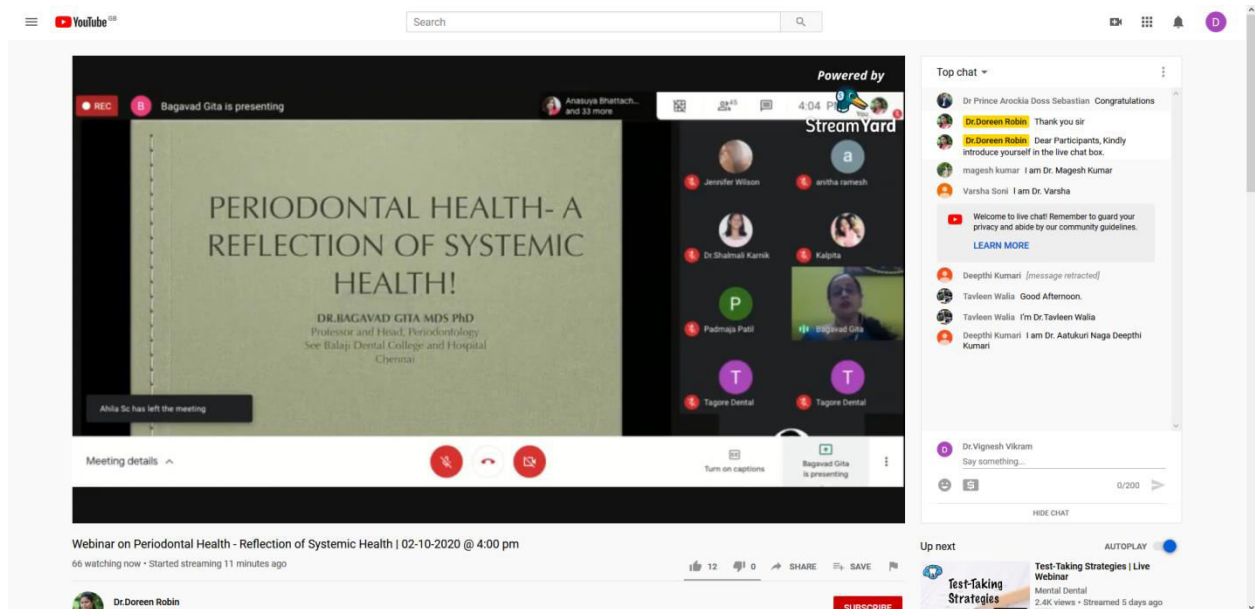 YouTube GB
Search
D
Powered by
StreamYard
REC
B
Bagavad Gita is presenting
Anasuya Bhattach...
and 33 more
45
4:04 PM
You
PERIODONTAL HEALTH- A
REFLECTION OF SYSTEMIC
HEALTH!
DR.BAGAVAD GITA MDS PhD
Professor and Head, Periodontology
See Balaji Dental College and Hospital
Chennai
Jennifer Wilson
a
anitha ramesh
Dr.Shalmali Karnik
Kalpita
P
Padmaja Patil
Bagavad Gita
T
Tagore Dental
T
Tagore Dental
Ahila Sc has left the meeting
Meeting details
Turn on captions
Bagavad Gita
is presenting
Webinar on Periodontal Health - Reflection of Systemic Health | 02-10-2020 @ 4:00 pm
66 watching now • Started streaming 11 minutes ago
12
0
SHARE
SAVE
Dr.Doreen Robin
SUBSCRIBE
Top chat
Dr Prince Arockia Doss Sebastian Congratulations
Dr.Doreen Robin Thank you sir
Dr.Doreen Robin Dear Participants, Kindly
introduce yourself in the live chat box.
magesh kumar I am Dr. Magesh Kumar
Varsha Soni I am Dr. Varsha
Welcome to live chat! Remember to guard your
privacy and abide by our community guidelines.
LEARN MORE
Deepthi Kumari [message retracted]
Tavleen Walia Good Afternoon.
Tavleen Walia I'm Dr.Tavleen Walia
Deepthi Kumari I am Dr. Aatukuri Naga Deepthi
Kumari
D
Dr.Vignesh Vikram
Say something...
0/200
HIDE CHAT
Up next
AUTOPLAY
Test-Taking
Strategies
Test-Taking Strategies | Live
Webinar
Mental Dental
2.4K views • Streamed 5 days ago